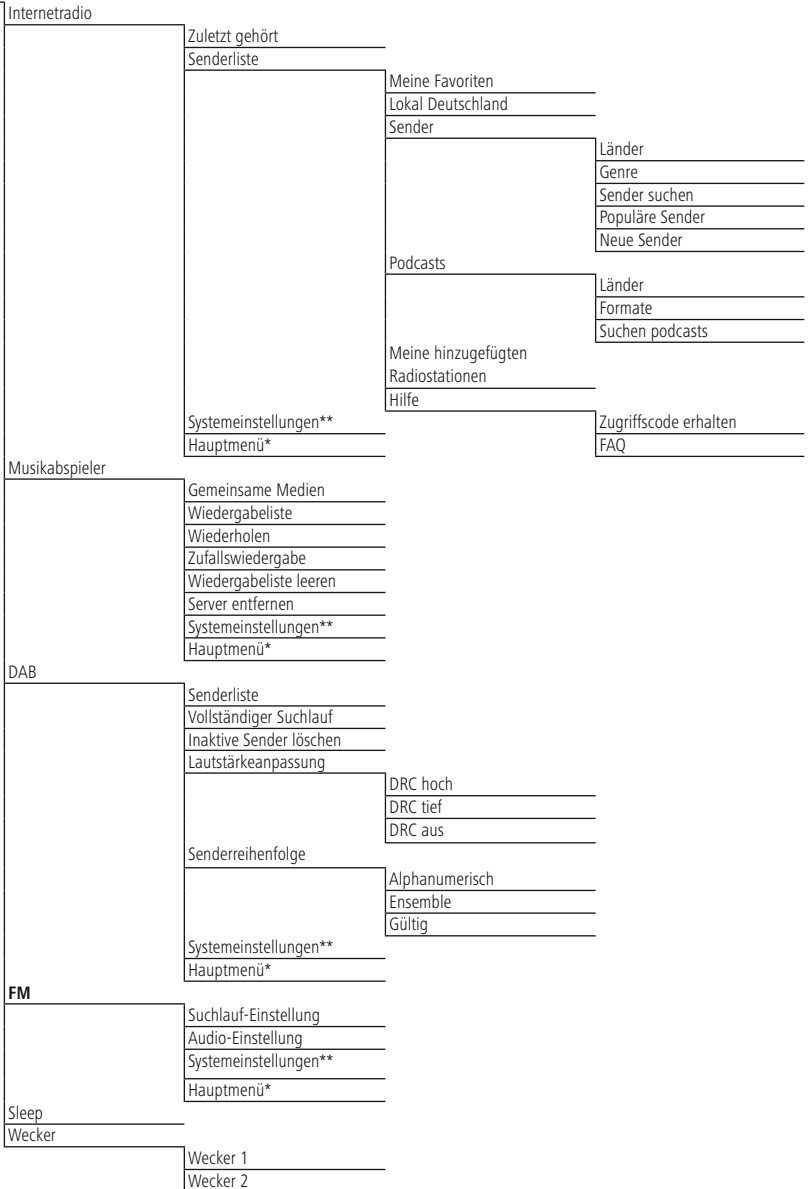 Internetradio
Zuletzt gehört
Senderliste
Meine Favoriten
Lokal Deutschland
Sender
Länder
Genre
Sender suchen
Populäre Sender
Neue Sender
Podcasts
Länder
Formate
Suchen podcasts
Meine hinzugefügten
Radiostationen
Hilfe
Systemeinstellungen** Zugriffscode erhalten
Hauptmenü* FAQ
Musikabspieler
Gemeinsame Medien
Wiedergabeliste
Wiederholen
Zufallswiedergabe
Wiedergabeliste leeren
Server entfernen
Systemeinstellungen**
Hauptmenü*
DAB
Senderliste
Vollständiger Suchlauf
Inaktive Sender löschen
Lautstärkeanpassung
DRC hoch
DRC tief
DRC aus
Senderreihenfolge
Alphanumerisch
Ensemble
Gültig
Systemeinstellungen**
Hauptmenü*
FM
Suchlauf-Einstellung
Audio-Einstellung
Systemeinstellungen**
Hauptmenü*
Sleep
Wecker
Wecker 1
Wecker 2